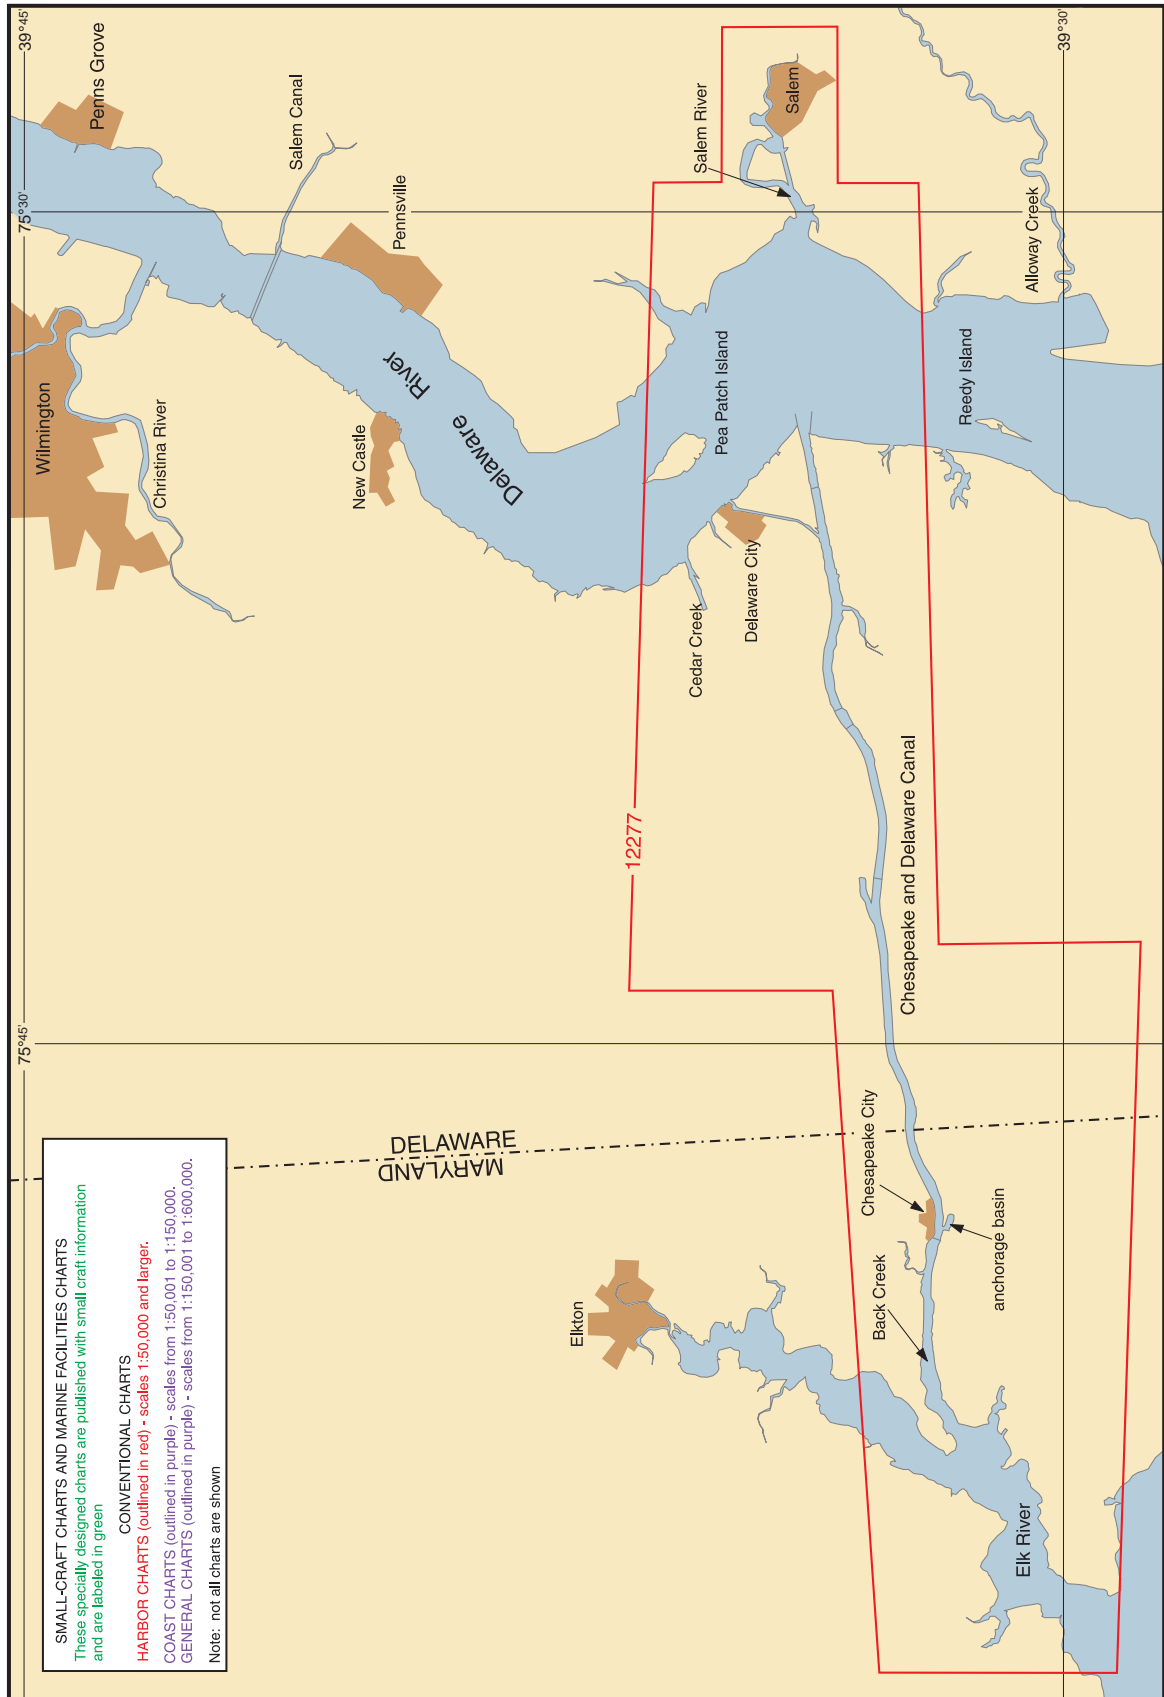 SMALL-CRAFT CHARTS AND MARINE FACILITIES CHARTS
These specially designed charts are published with small craft information
and are labeled in green
CONVENTIONAL CHARTS
HARBOR CHARTS (outlined in red) - scales 1:50,000 and larger.
COAST CHARTS (outlined in purple) - scales from 1:50,001 to 1:150,000.
GENERAL CHARTS (outlined in purple) - scales from 1:150,001 to 1:600,000.
Note: not all charts are shown
75°45'
75°30'
39°45'
39°30'
Wilmington
Penns Grove
Christina River
Salem Canal
New Castle
Pennsville
Delaware River
DELAWARE
MARYLAND
Elkton
12277
Cedar Creek
Delaware City
Pea Patch Island
Salem River
Salem
Chesapeake City
Back Creek
anchorage basin
Chesapeake and Delaware Canal
Reedy Island
Alloway Creek
Elk River